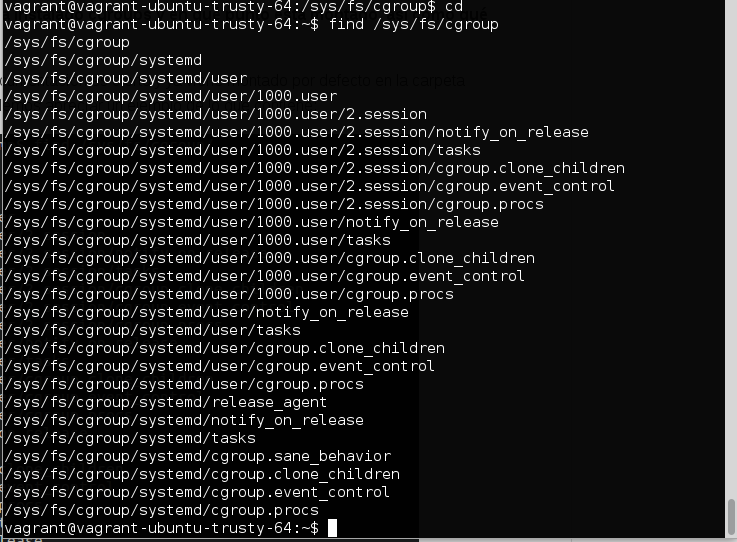 vagrant@vagrant-ubuntu-trusty-64:/sys/fs/cgroup$ cd
vagrant@vagrant-ubuntu-trusty-64:~$ find /sys/fs/cgroup
/sys/fs/cgroup
/sys/fs/cgroup/systemd
/sys/fs/cgroup/systemd/user
por defecto en la carpeta
/sys/fs/cgroup/systemd/user/1000.user
/sys/fs/cgroup/systemd/user/1000.user/2.session
/sys/fs/cgroup/systemd/user/1000.user/2.session/notify_on_release
/sys/fs/cgroup/systemd/user/1000.user/2.session/tasks
/sys/fs/cgroup/systemd/user/1000.user/2.session/cgroup.clone_children
/sys/fs/cgroup/systemd/user/1000.user/2.session/cgroup.event_control
/sys/fs/cgroup/systemd/user/1000.user/2.session/cgroup.procs
/sys/fs/cgroup/systemd/user/1000.user/notify_on_release
/sys/fs/cgroup/systemd/user/1000.user/tasks
/sys/fs/cgroup/systemd/user/1000.user/cgroup.clone_children
/sys/fs/cgroup/systemd/user/1000.user/cgroup.event_control
/sys/fs/cgroup/systemd/user/1000.user/cgroup.procs
/sys/fs/cgroup/systemd/user/notify_on_release
/sys/fs/cgroup/systemd/user/tasks
/sys/fs/cgroup/systemd/user/cgroup.clone_children
/sys/fs/cgroup/systemd/user/cgroup.event_control
/sys/fs/cgroup/systemd/user/cgroup.procs
/sys/fs/cgroup/systemd/release_agent
/sys/fs/cgroup/systemd/notify_on_release
/sys/fs/cgroup/systemd/tasks
/sys/fs/cgroup/systemd/cgroup.sane_behavior
/sys/fs/cgroup/systemd/cgroup.clone_children
/sys/fs/cgroup/systemd/cgroup.event_control
/sys/fs/cgroup/systemd/cgroup.procs
vagrant@vagrant-ubuntu-trusty-64:~$